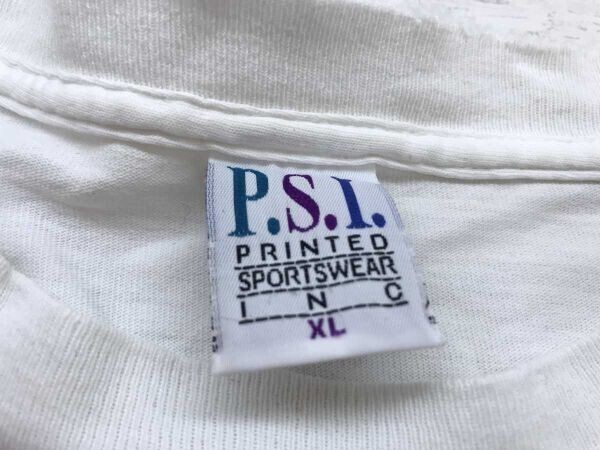 P.S.I.
PRINTED
SPORTSWEAR
I N C
XL